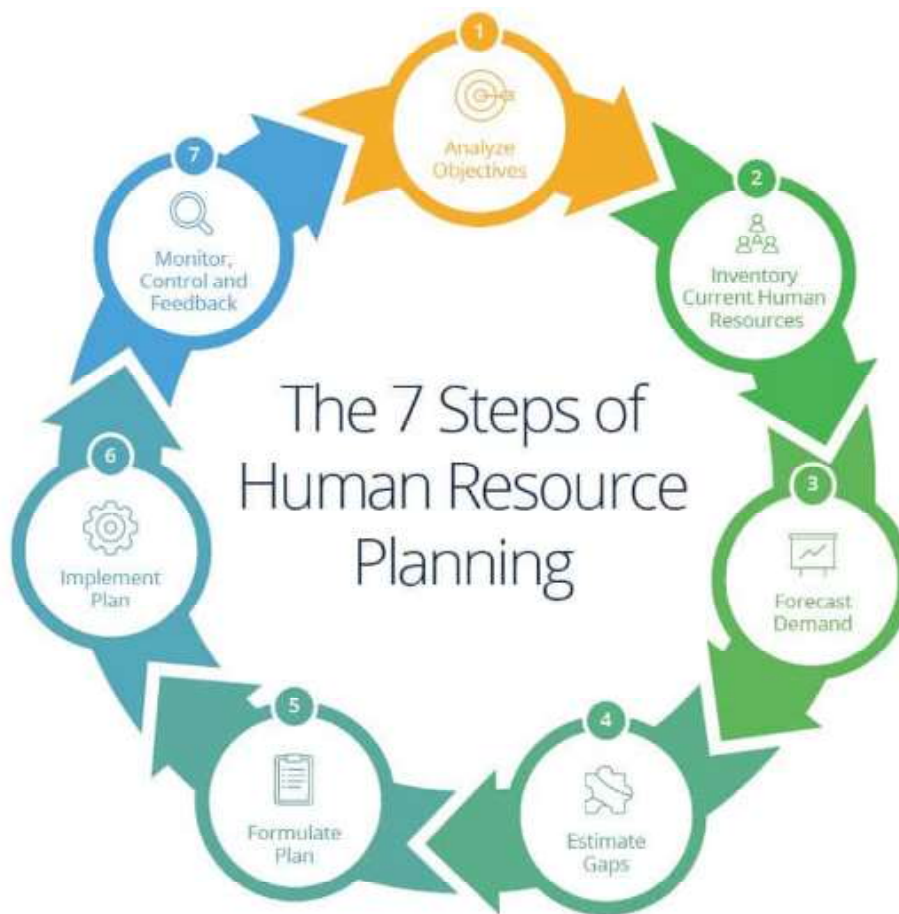 The 7 Steps of
Human Resource
Planning
1
Analyze
Objectives
2
Inventory
Current Human
Resources
3
Forecast
Demand
4
Estimate
Gaps
5
Formulate
Plan
6
Implement
Plan
7
Monitor,
Control and
Feedback